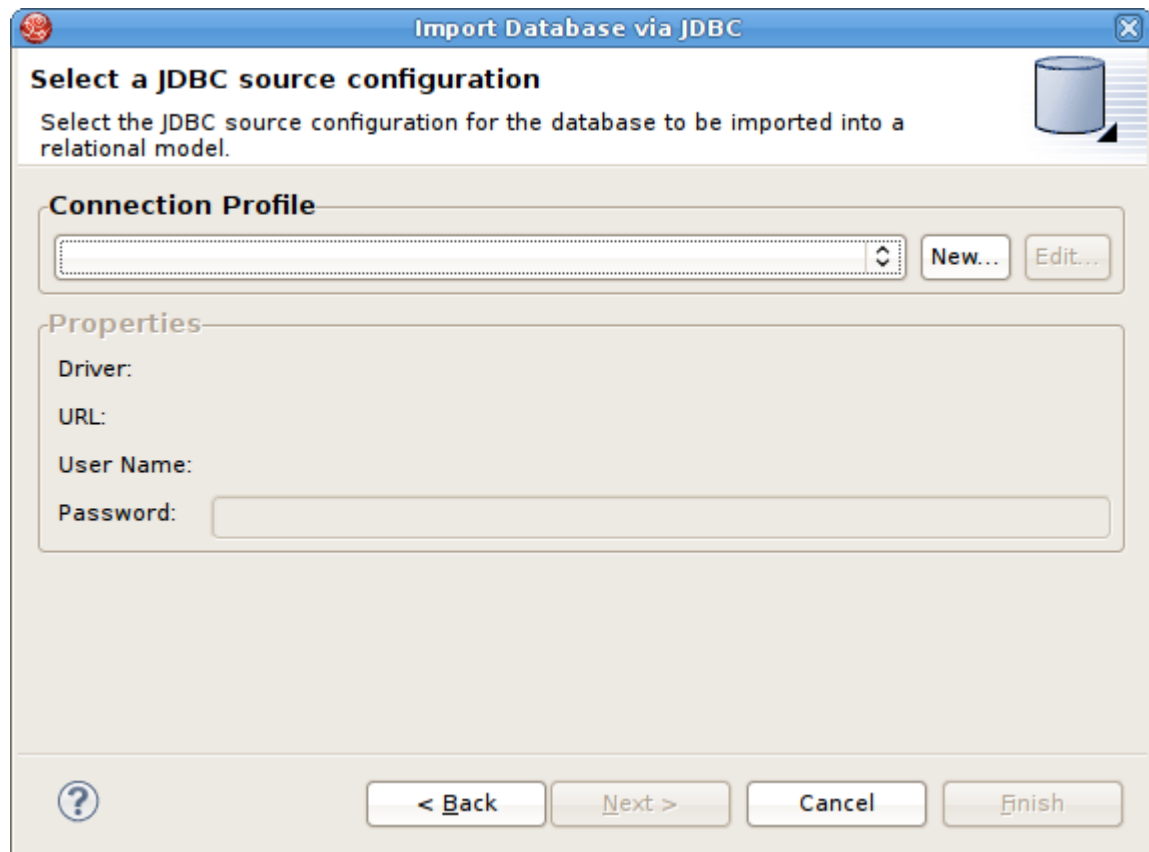 Import Database via JDBC
Select a JDBC source configuration
Select the JDBC source configuration for the database to be imported into a
relational model.
Connection Profile
New... Edit...
Properties
Driver:
URL:
User Name:
Password:
? < Back Next > Cancel Finish